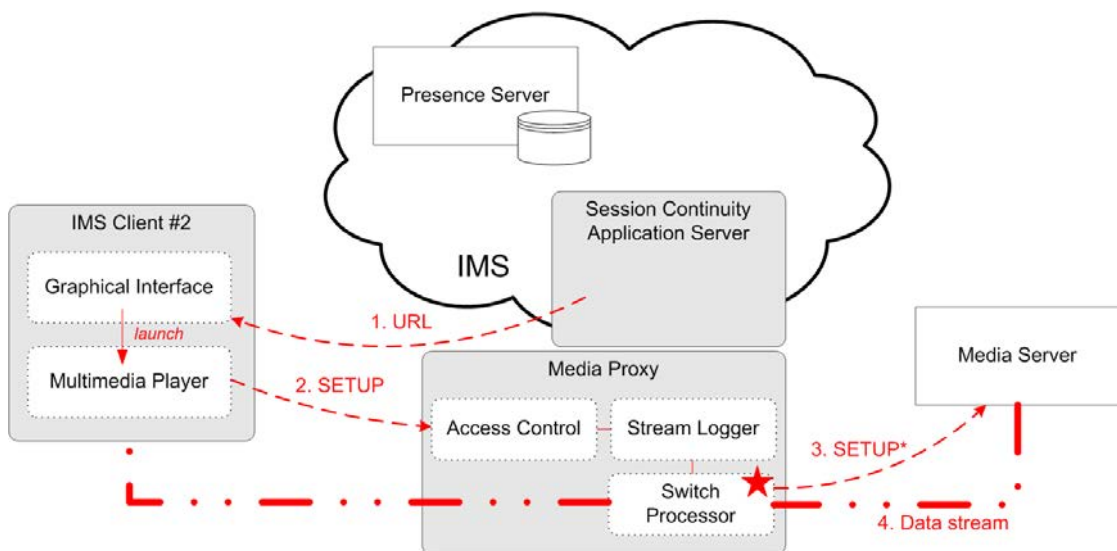 Presence Server
IMS Client #2
Session Continuity
Application Server
IMS
Graphical Interface
1. URL
launch
Media Server
Multimedia Player
Media Proxy
2. SETUP
Access Control
Stream Logger
3. SETUP*
Switch
Processor
4. Data stream